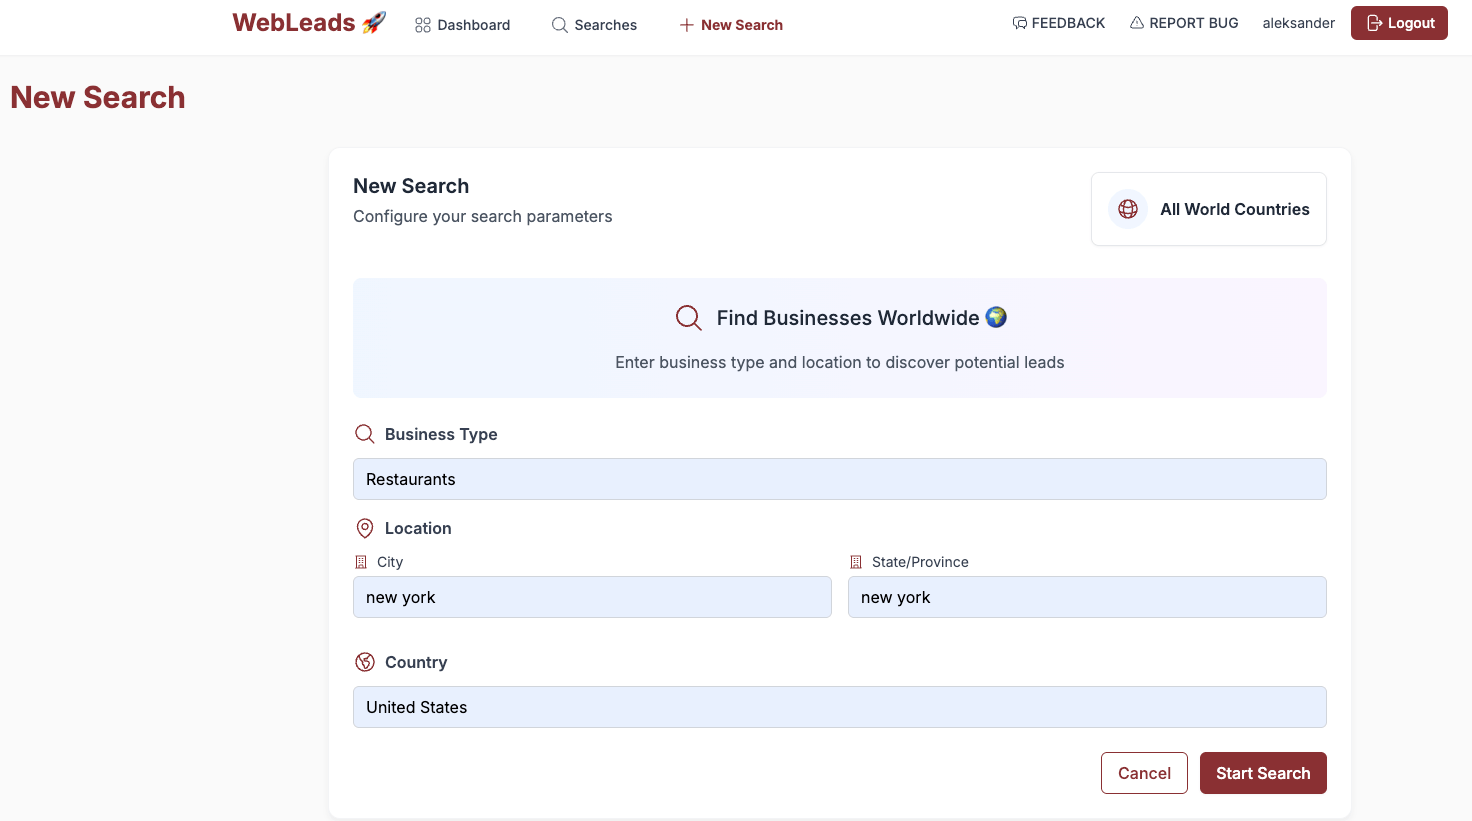 WebLeads 🚀 Dashboard Searches New Search FEEDBACK REPORT BUG aleksander Logout
New Search
New Search
Configure your search parameters
All World Countries
Find Businesses Worldwide 🌍
Enter business type and location to discover potential leads
Business Type
Restaurants
Location
City State/Province
new york new york
Country
United States
Cancel Start Search